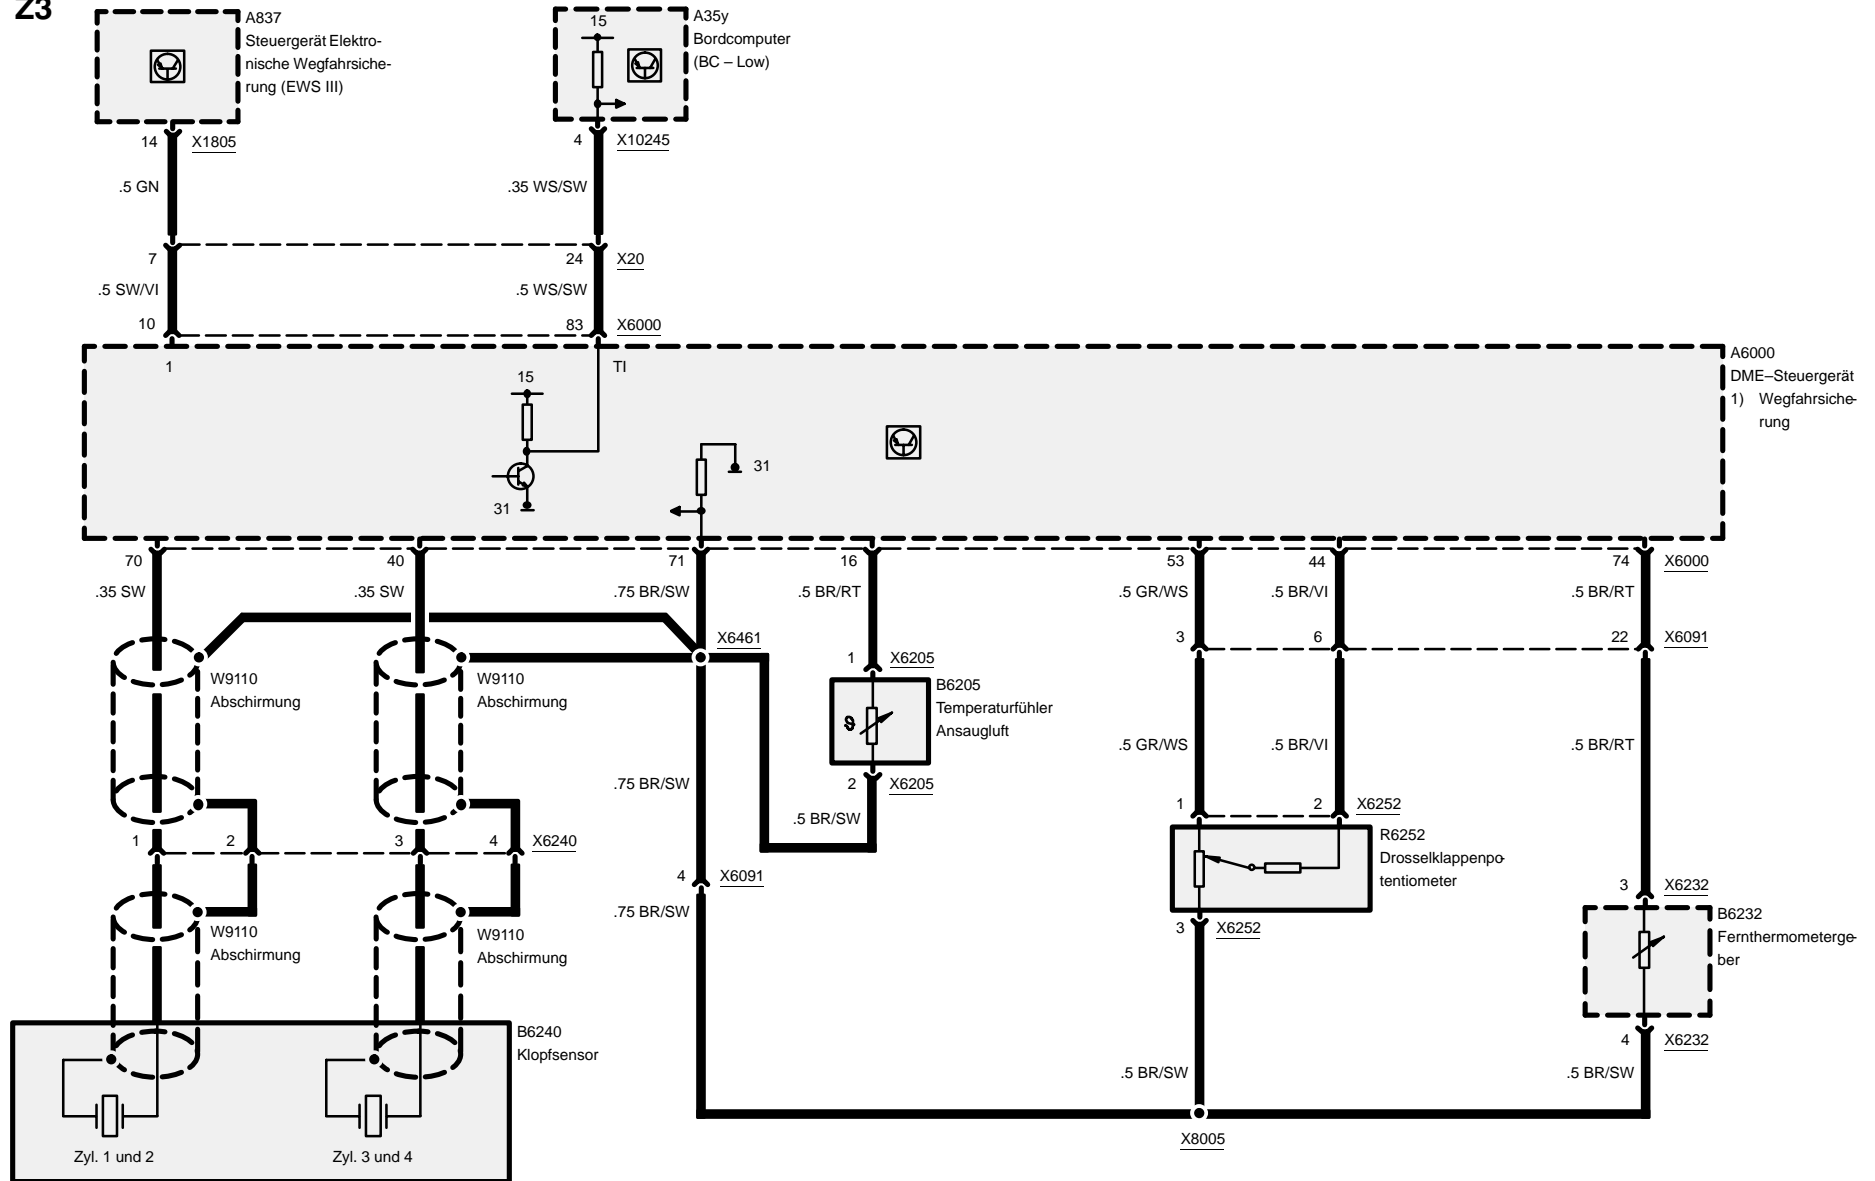 Z3
A837
Steuergerät Elektro-
nische Wegfahrsiche-
rung (EWS III)
15
A35y
Bordcomputer
(BC – Low)
14 X1805
4 X10245
.5 GN
.35 WS/SW
7
24 X20
.5 SW/VI
.5 WS/SW
10
83 X6000
1
TI
15
31
31
A6000
DME–Steuergerät
1) Wegfahrsiche-
rung
70
40
71
16
53
44
74 X6000
.35 SW
.35 SW
.75 BR/SW
.5 BR/RT
.5 GR/WS
.5 BR/VI
.5 BR/RT
X6461
3
6
22 X6091
1 X6205
W9110
Abschirmung
W9110
Abschirmung
B6205
Temperaturfühler
Ansaugluft
ϑ
.5 GR/WS
.5 BR/VI
.5 BR/RT
.75 BR/SW
2 X6205
.5 BR/SW
1
2 X6252
1
2
3
4 X6240
R6252
Drosselklappenpo-
tentiometer
4 X6091
3 X6232
.75 BR/SW
W9110
Abschirmung
W9110
Abschirmung
3 X6252
B6232
Fernthermometerge-
ber
B6240
Klopfsensor
4 X6232
.5 BR/SW
.5 BR/SW
X8005
Zyl. 1 und 2
Zyl. 3 und 4